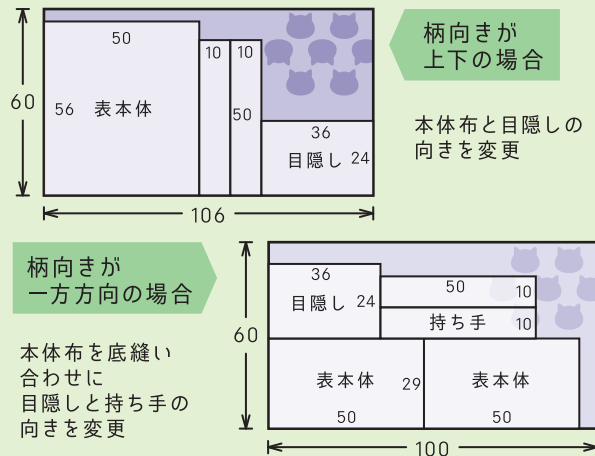 50
10
10
柄向きが
上下の場合
60
56
表本体
50
36
目隠し
24
本体布と目隠しの
向きを変更
106
柄向きが
一方方向の場合
36
目隠し
24
50
10
持ち手
10
60
本体布を底縫い
合わせに
目隠しと持ち手の
向きを変更
表本体
29
表本体
50
50
100